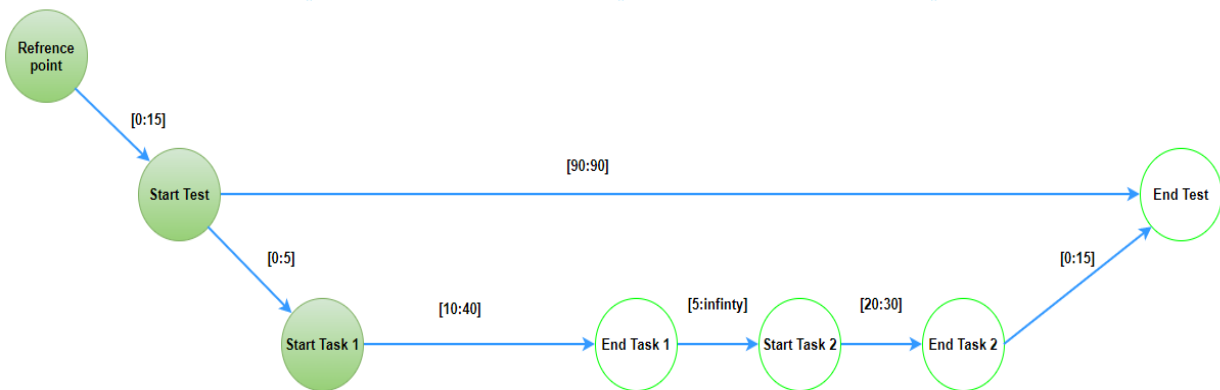 Refrence
point
[0:15]
[90:90]
Start Test
End Test
[0:5]
[0:15]
[10:40]
[5:infinty]
[20:30]
Start Task 1
End Task 1
Start Task 2
End Task 2